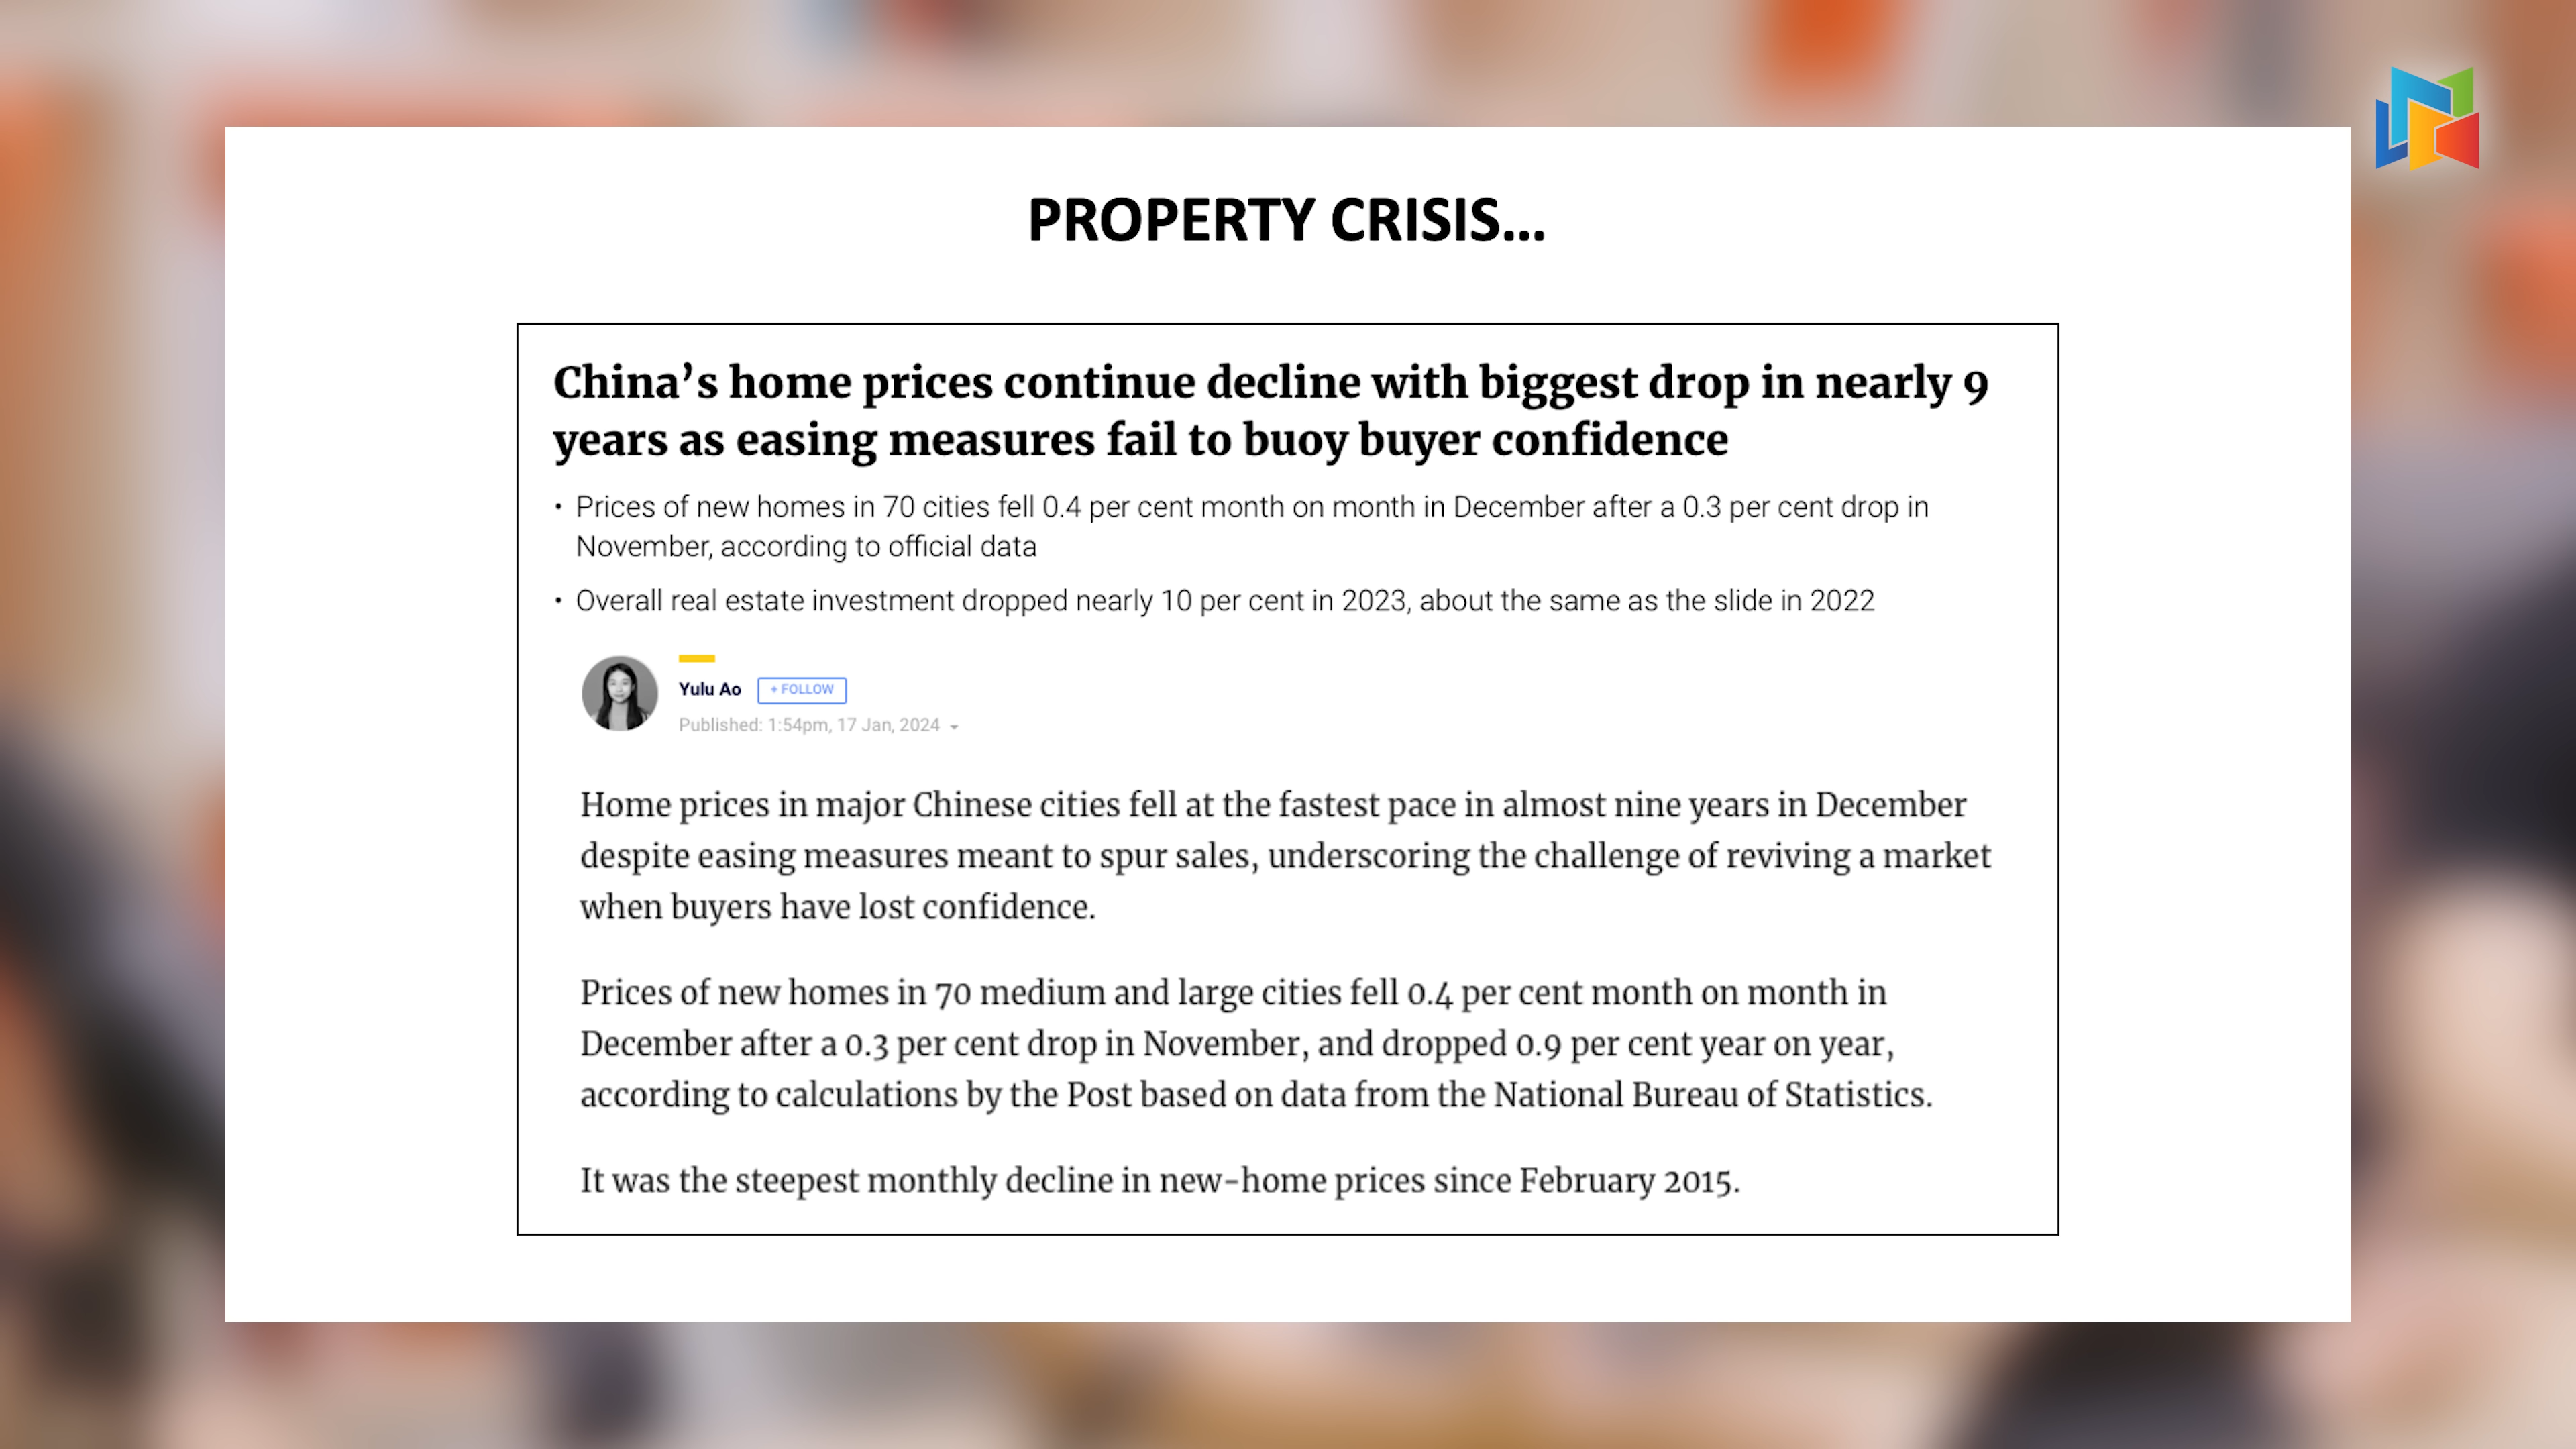 PROPERTY CRISIS...
China’s home prices continue decline with biggest drop in nearly 9
years as easing measures fail to buoy buyer confidence
• Prices of new homes in 70 cities fell 0.4 per cent month on month in December after a 0.3 per cent drop in
November, according to official data
• Overall real estate investment dropped nearly 10 per cent in 2023, about the same as the slide in 2022
Yulu Ao + FOLLOW
Published: 1:54pm, 17 Jan, 2024
Home prices in major Chinese cities fell at the fastest pace in almost nine years in December
despite easing measures meant to spur sales, underscoring the challenge of reviving a market
when buyers have lost confidence.
Prices of new homes in 70 medium and large cities fell 0.4 per cent month on month in
December after a 0.3 per cent drop in November, and dropped 0.9 per cent year on year,
according to calculations by the Post based on data from the National Bureau of Statistics.
It was the steepest monthly decline in new-home prices since February 2015.